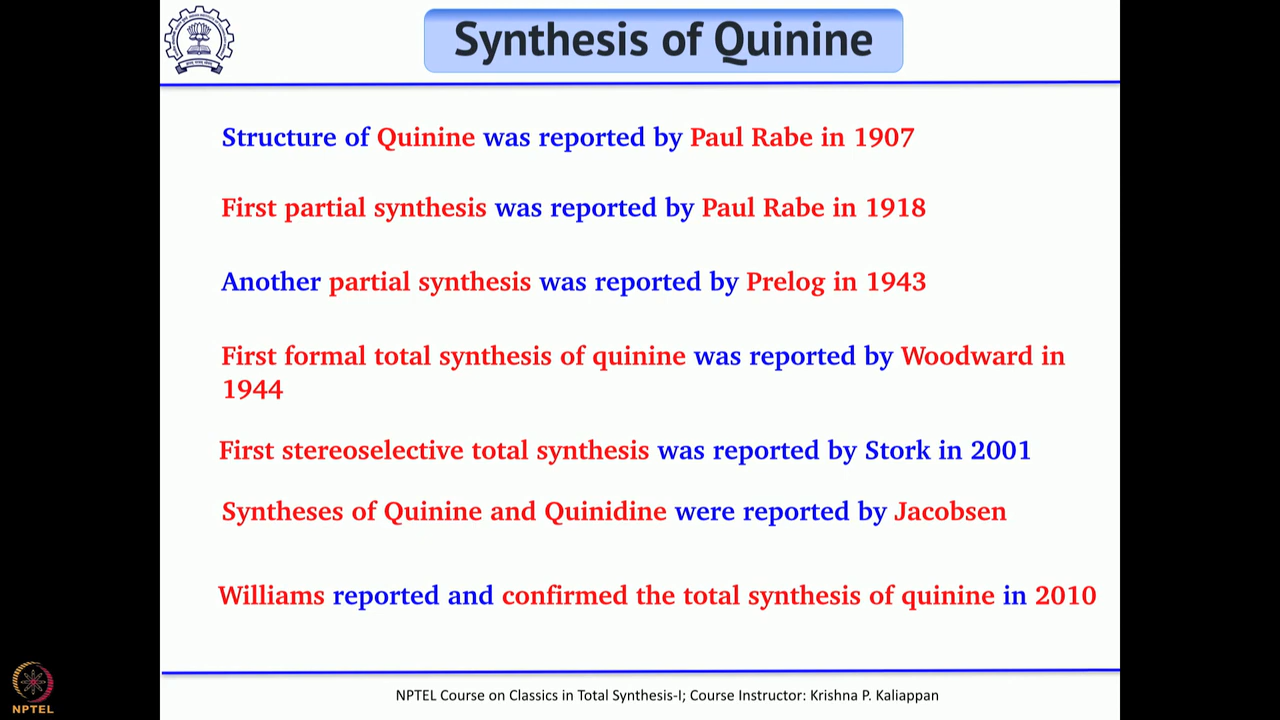 Synthesis of Quinine
Structure of Quinine was reported by Paul Rabe in 1907
First partial synthesis was reported by Paul Rabe in 1918
Another partial synthesis was reported by Prelog in 1943
First formal total synthesis of quinine was reported by Woodward in
1944
First stereoselective total synthesis was reported by Stork in 2001
Syntheses of Quinine and Quinidine were reported by Jacobsen
Williams reported and confirmed the total synthesis of quinine in 2010
NPTEL Course on Classics in Total Synthesis-I; Course Instructor: Krishna P. Kaliappan
NPTEL